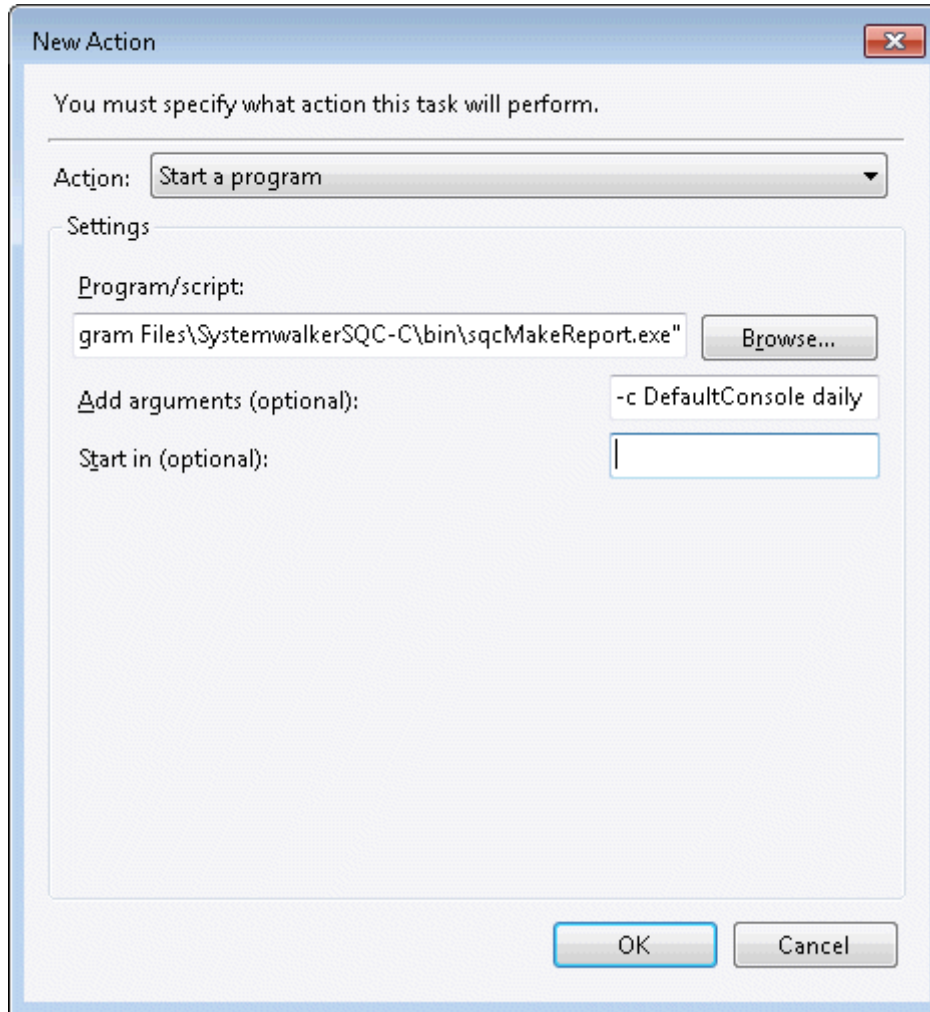 New Action
You must specify what action this task will perform.
Action: Start a program
Settings
Program/script:
gram Files\SystemwalkerSQC-C\bin\sqcMakeReport.exe" Browse...
Add arguments (optional): -c DefaultConsole daily
Start in (optional):
OK Cancel